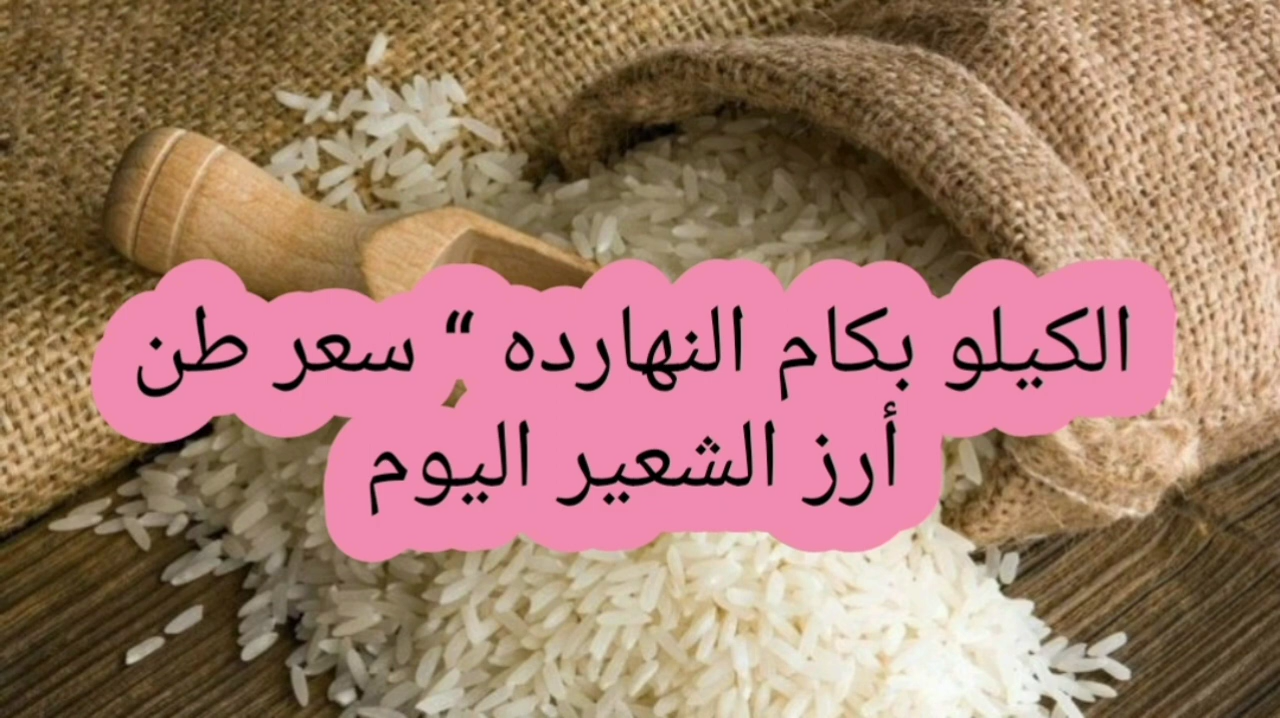 الكيلو بكام النهارده “ سعر طن
أرز الشعير اليوم